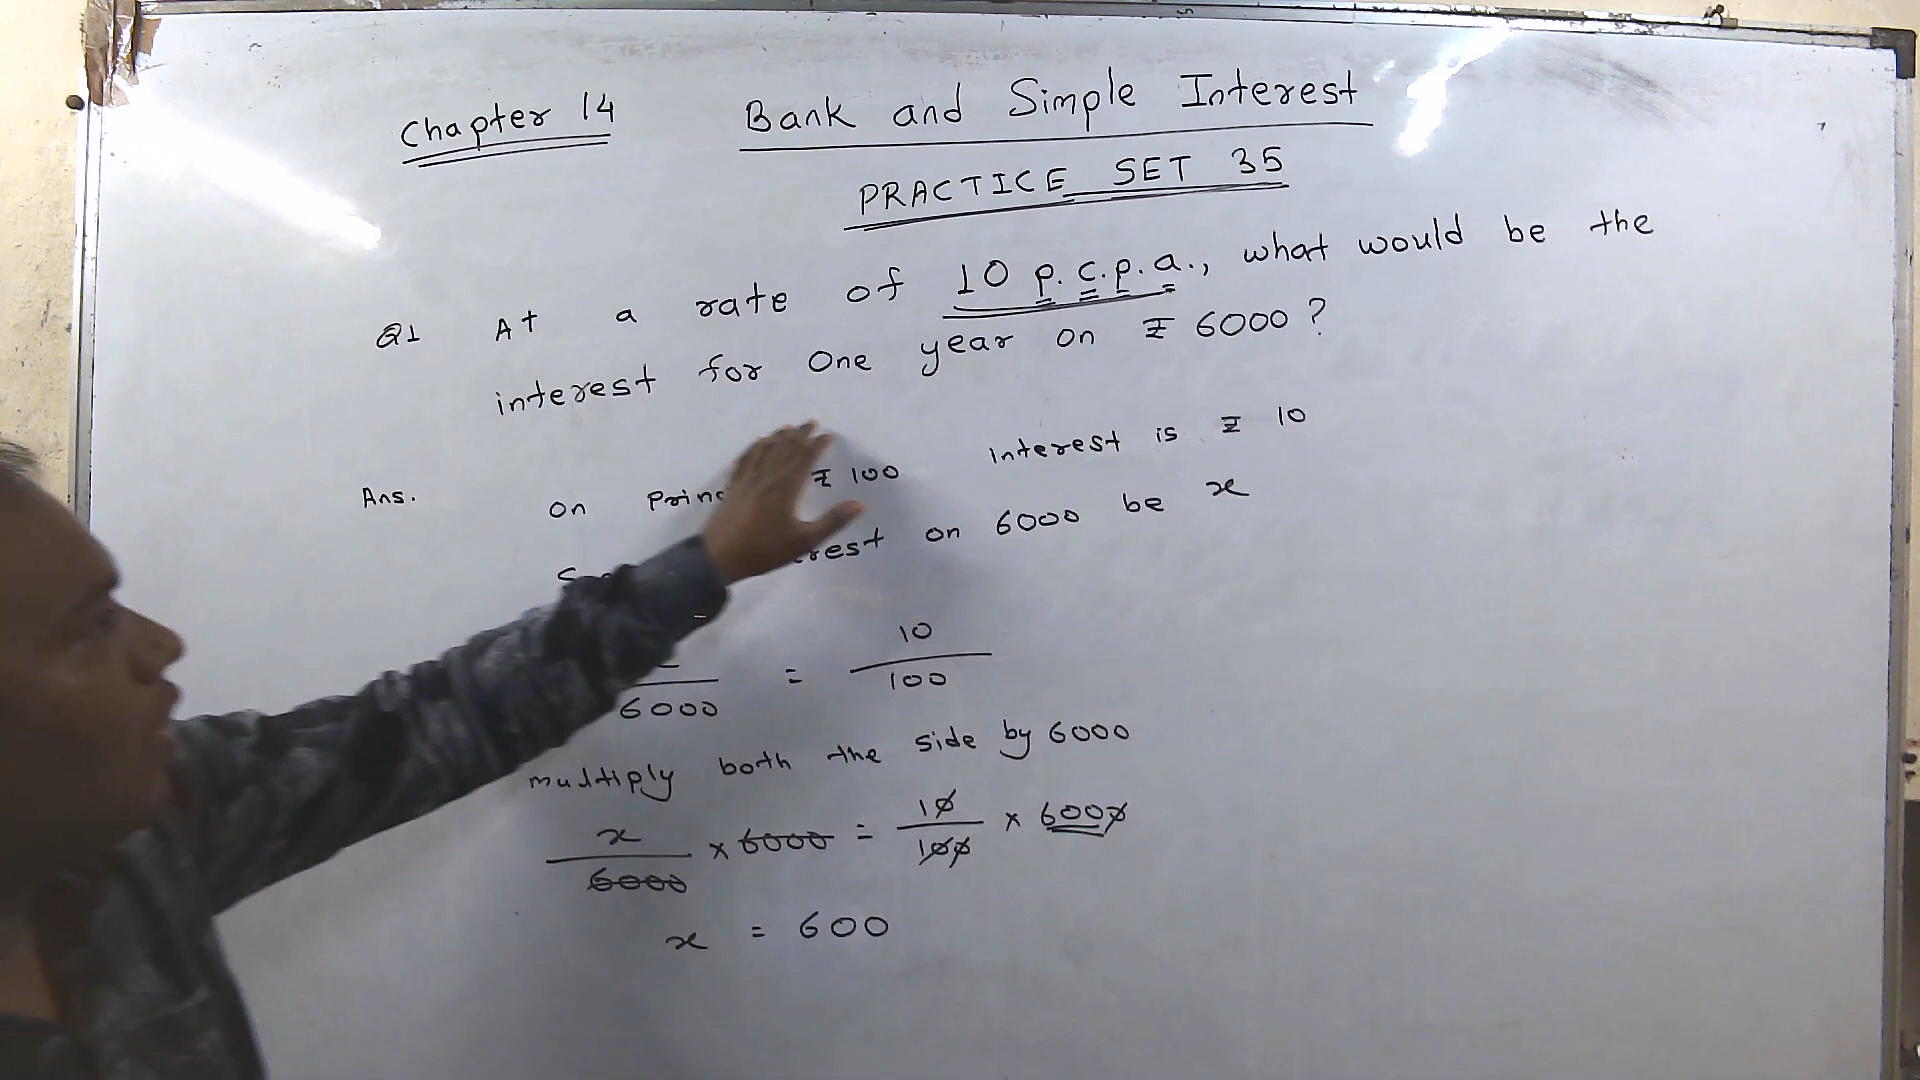 Chapter 14 Bank and Simple Interest
PRACTICE SET 35
Q1 At a rate of 10 p.c.p.a., what would be the
interest for One year on ₹ 6000?
Ans. On ₹ 100 interest is ₹ 10
on 6000 be x
6000 = 10/100
multiply both the side by 6000
x/6000 × 6000 = 10/100 × 6000
x = 600